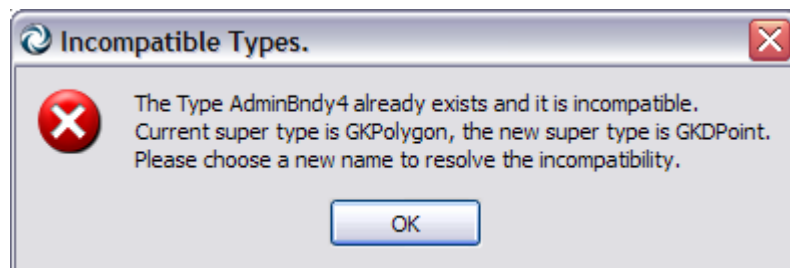 Incompatible Types.
The Type AdminBndy4 already exists and it is incompatible.
Current super type is GKPolygon, the new super type is GKDPoint.
Please choose a new name to resolve the incompatibility.
OK